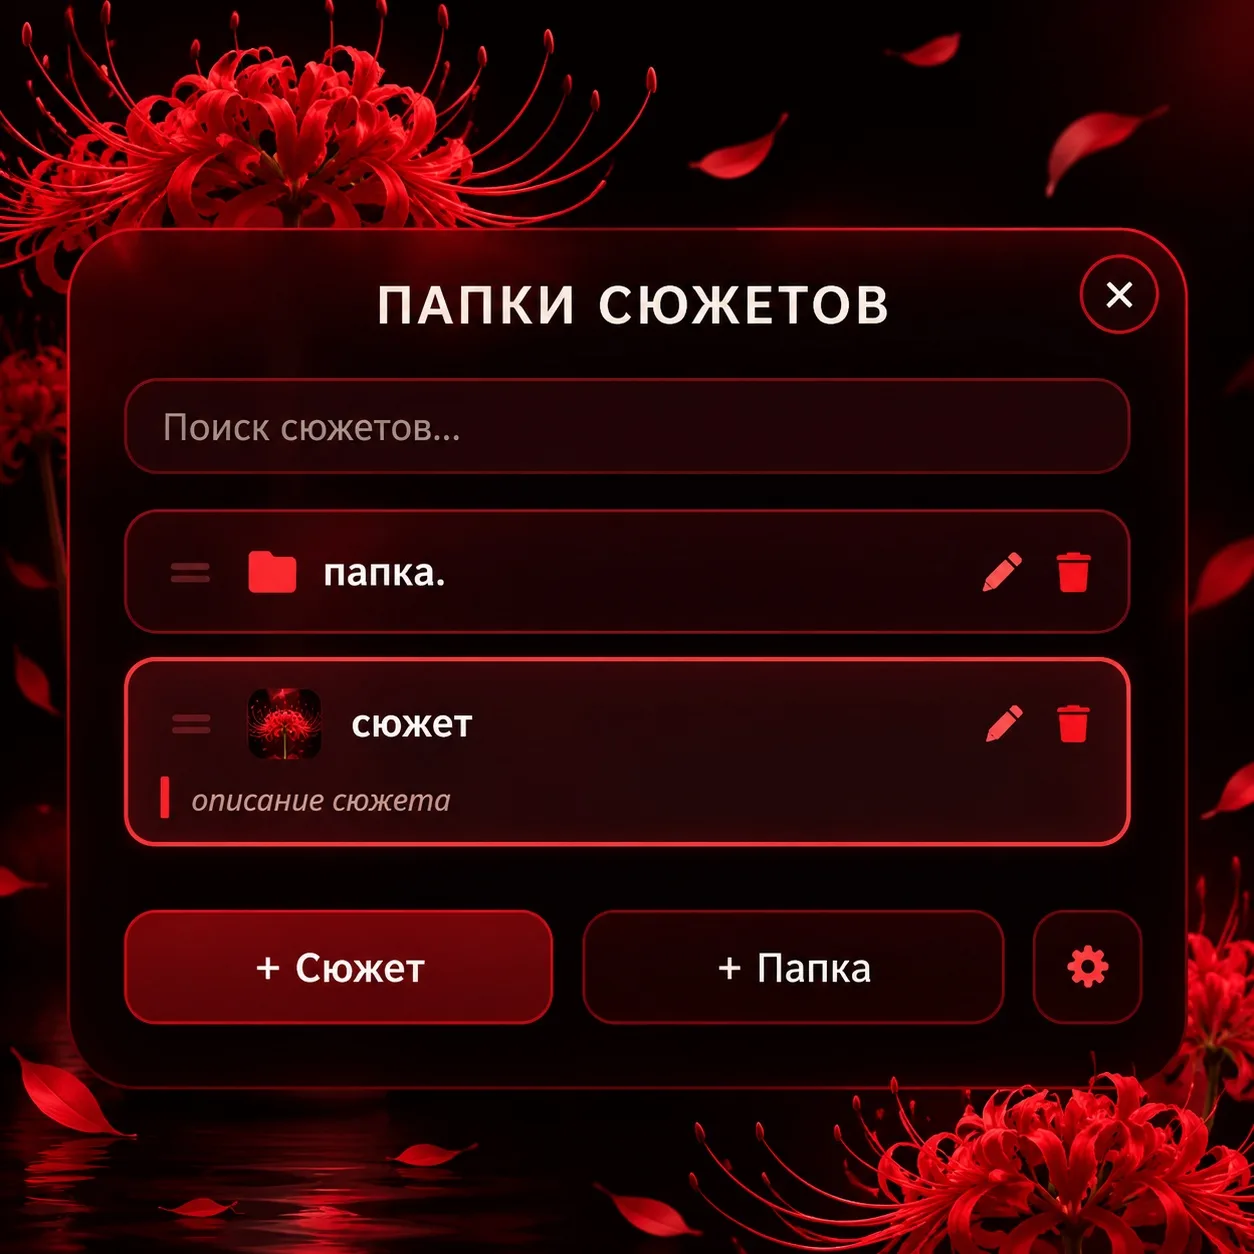 ПАПКИ СЮЖЕТОВ
Поиск сюжетов...
папка.
сюжет
описание сюжета
+ Сюжет
+ Папка